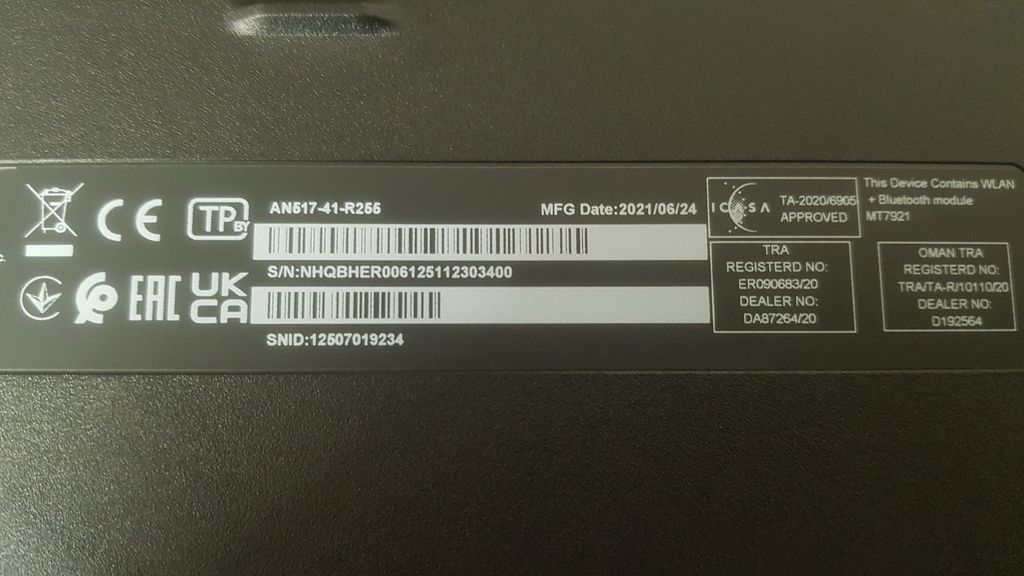 TP
BY
EAC
UK
CA
AN517-41-R255
MFG Date:2021/06/24
S/N:NHQBHER006125112303400
SNID:12507019234
ICASA
TA-2020/6905
APPROVED
This Device Contains WLAN
+ Bluetooth module
MT7921
TRA
REGISTERD NO:
ER090683/20
DEALER NO:
DA87264/20
OMAN TRA
REGISTERED NO:
TRA/TA-R/10110/20
DEALER NO:
D192564